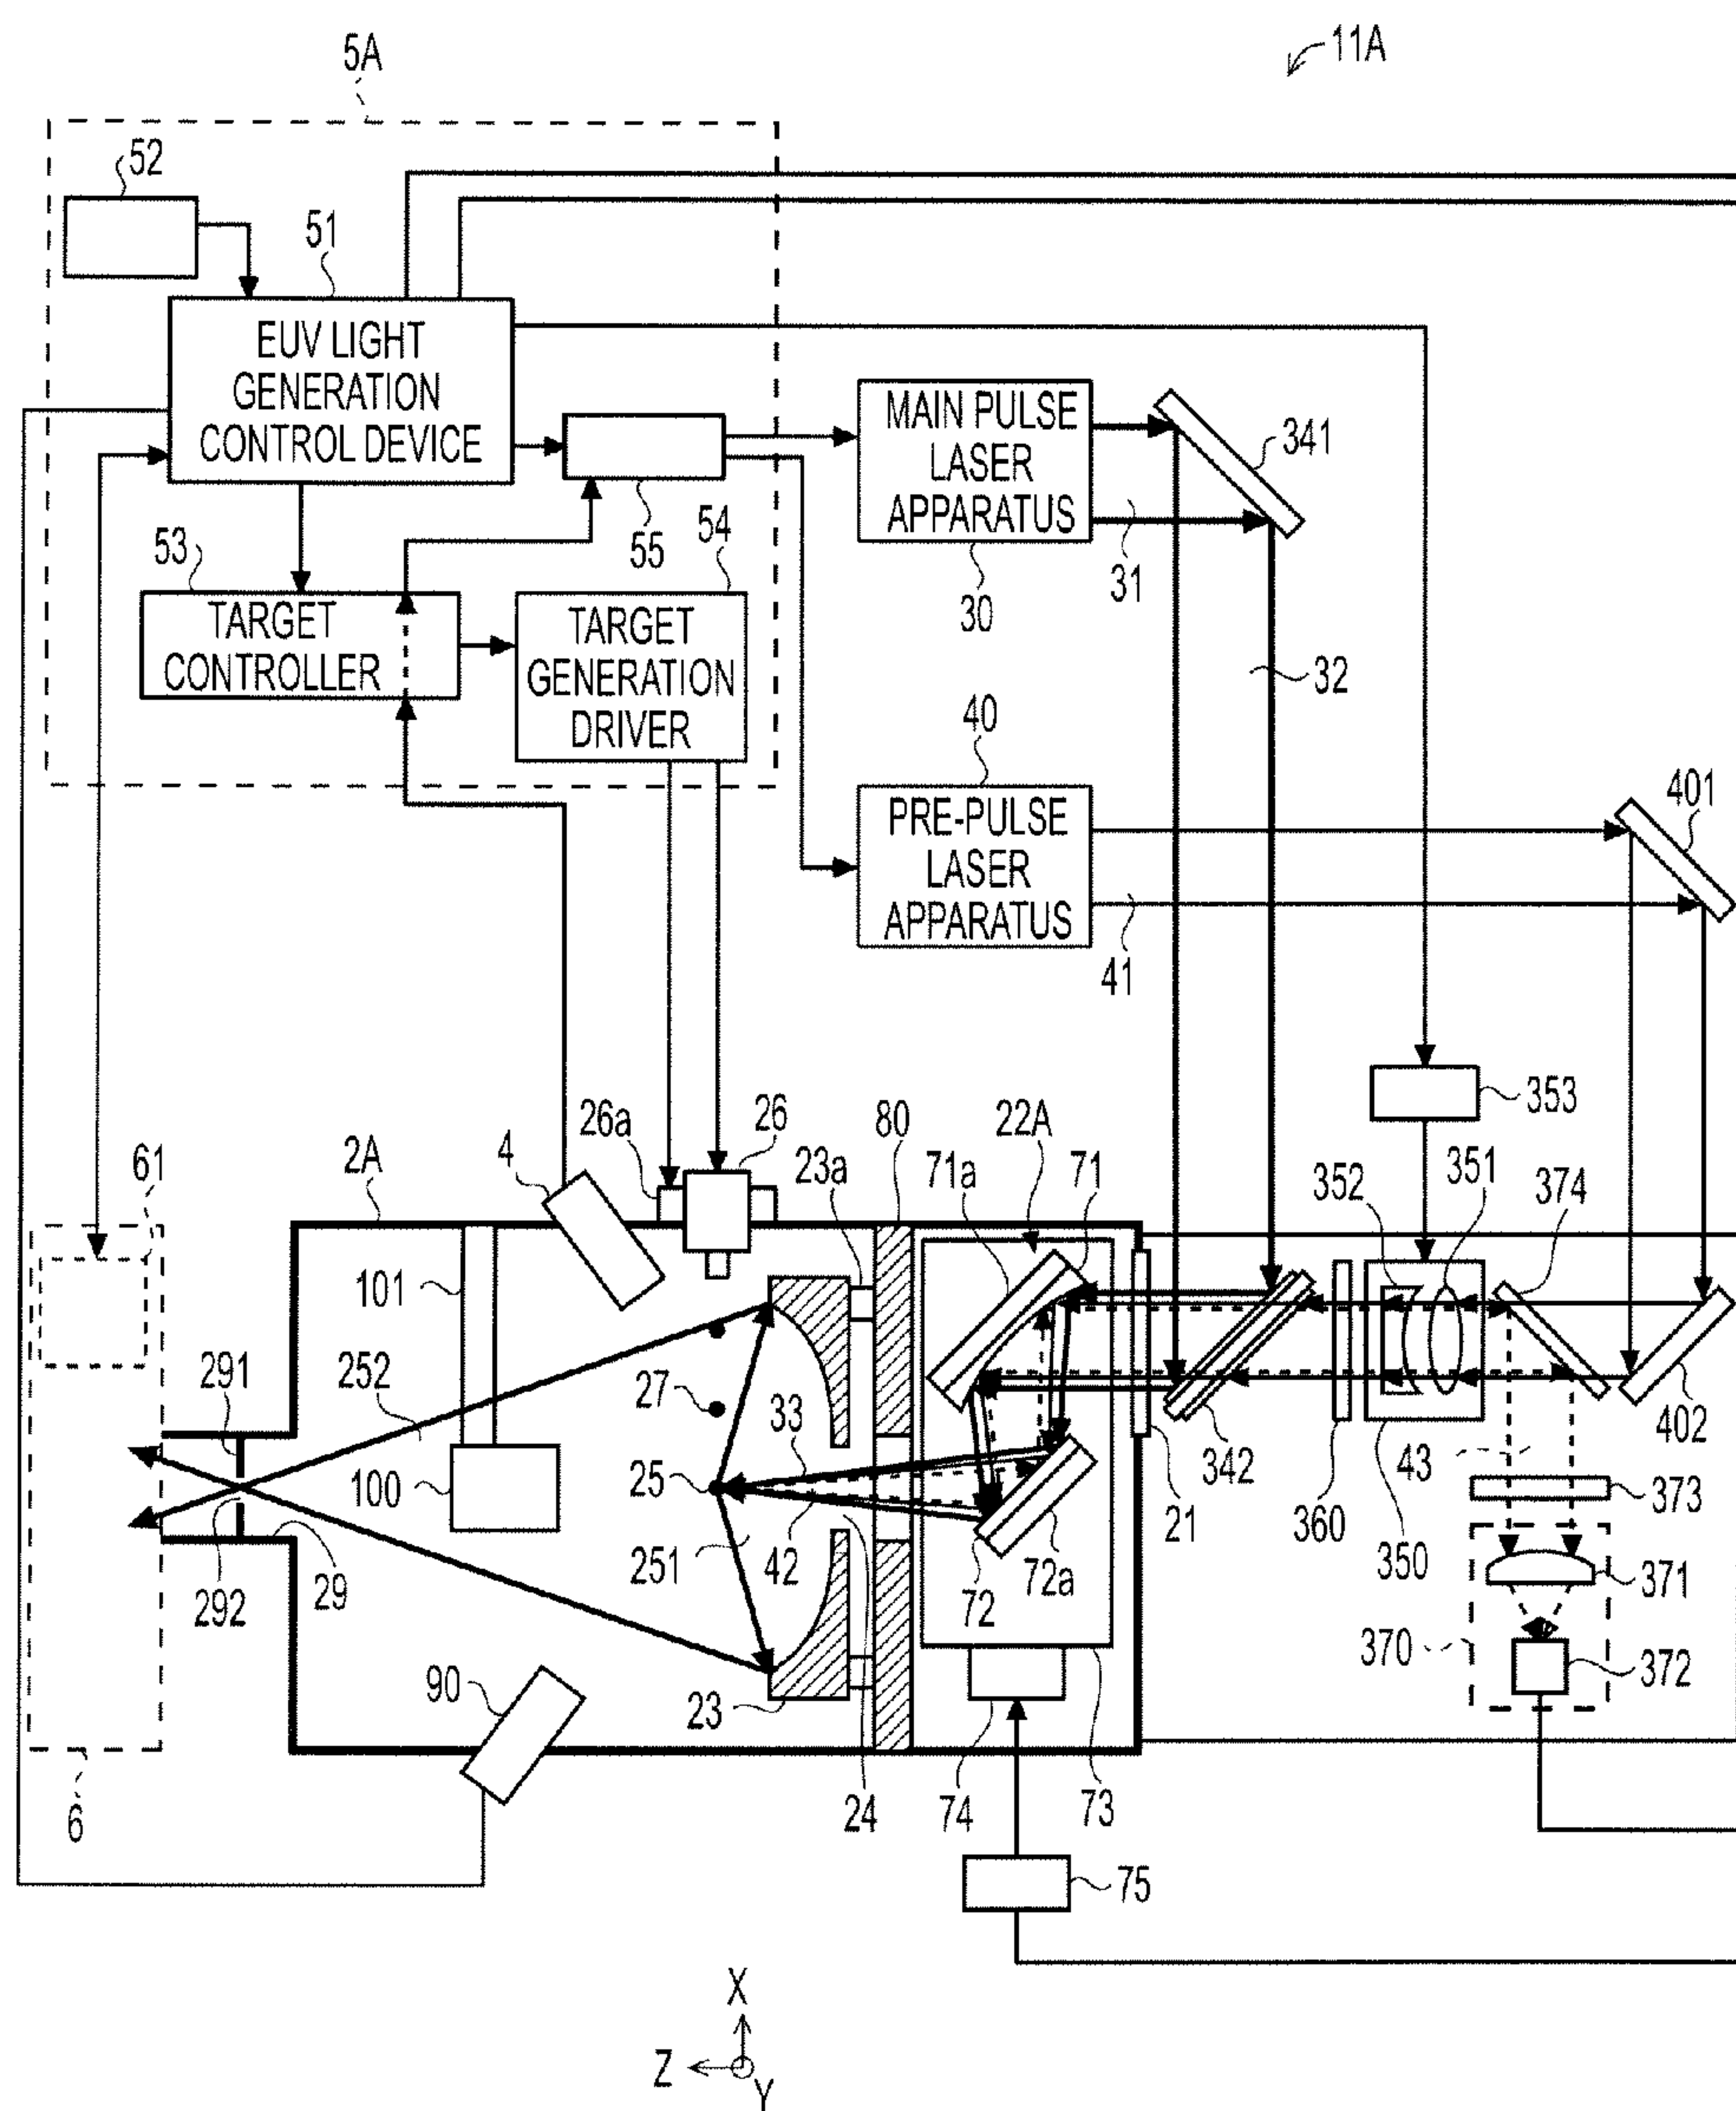 5A
11A
52
51
EUV LIGHT
GENERATION
CONTROL DEVICE
MAIN PULSE
LASER
APPARATUS
341
53
55
54
31
30
TARGET
CONTROLLER
TARGET
GENERATION
DRIVER
32
40
PRE-PULSE
LASER
APPARATUS
401
41
353
26a
26
80
22A
61
2A
4
23a
71a
71
352
351
374
101
291
252
27
33
402
43
342
100
25
373
21
360
350
251
42
72a
371
292
29
72
370
372
90
23
6
24
74
73
75
X
Z
Y